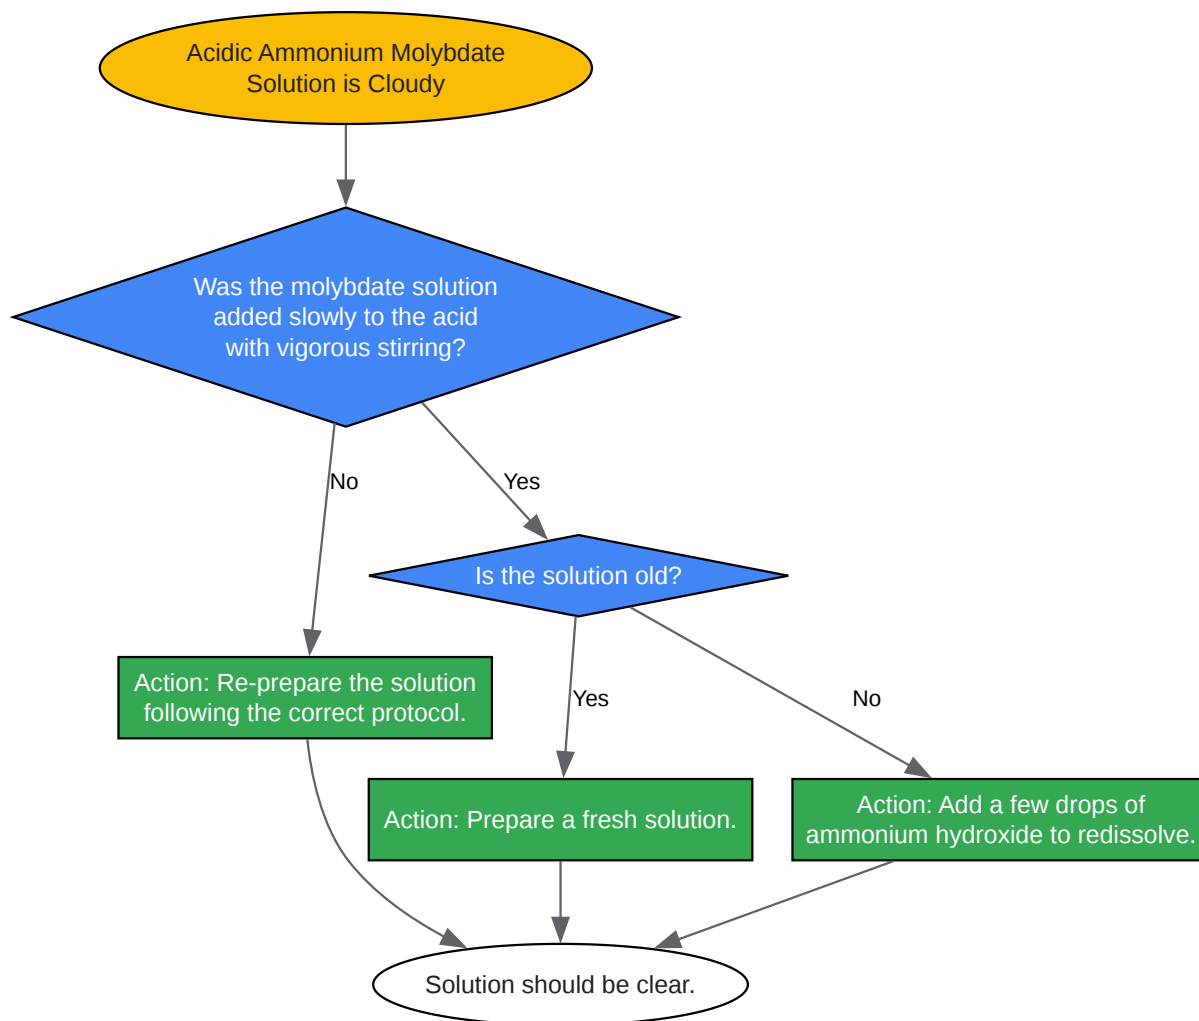 Acidic Ammonium Molybdate
Solution is Cloudy
Was the molybdate solution
added slowly to the acid
with vigorous stirring?
No
Yes
Is the solution old?
Action: Re-prepare the solution
following the correct protocol.
Yes
No
Action: Prepare a fresh solution.
Action: Add a few drops of
ammonium hydroxide to redissolve.
Solution should be clear.